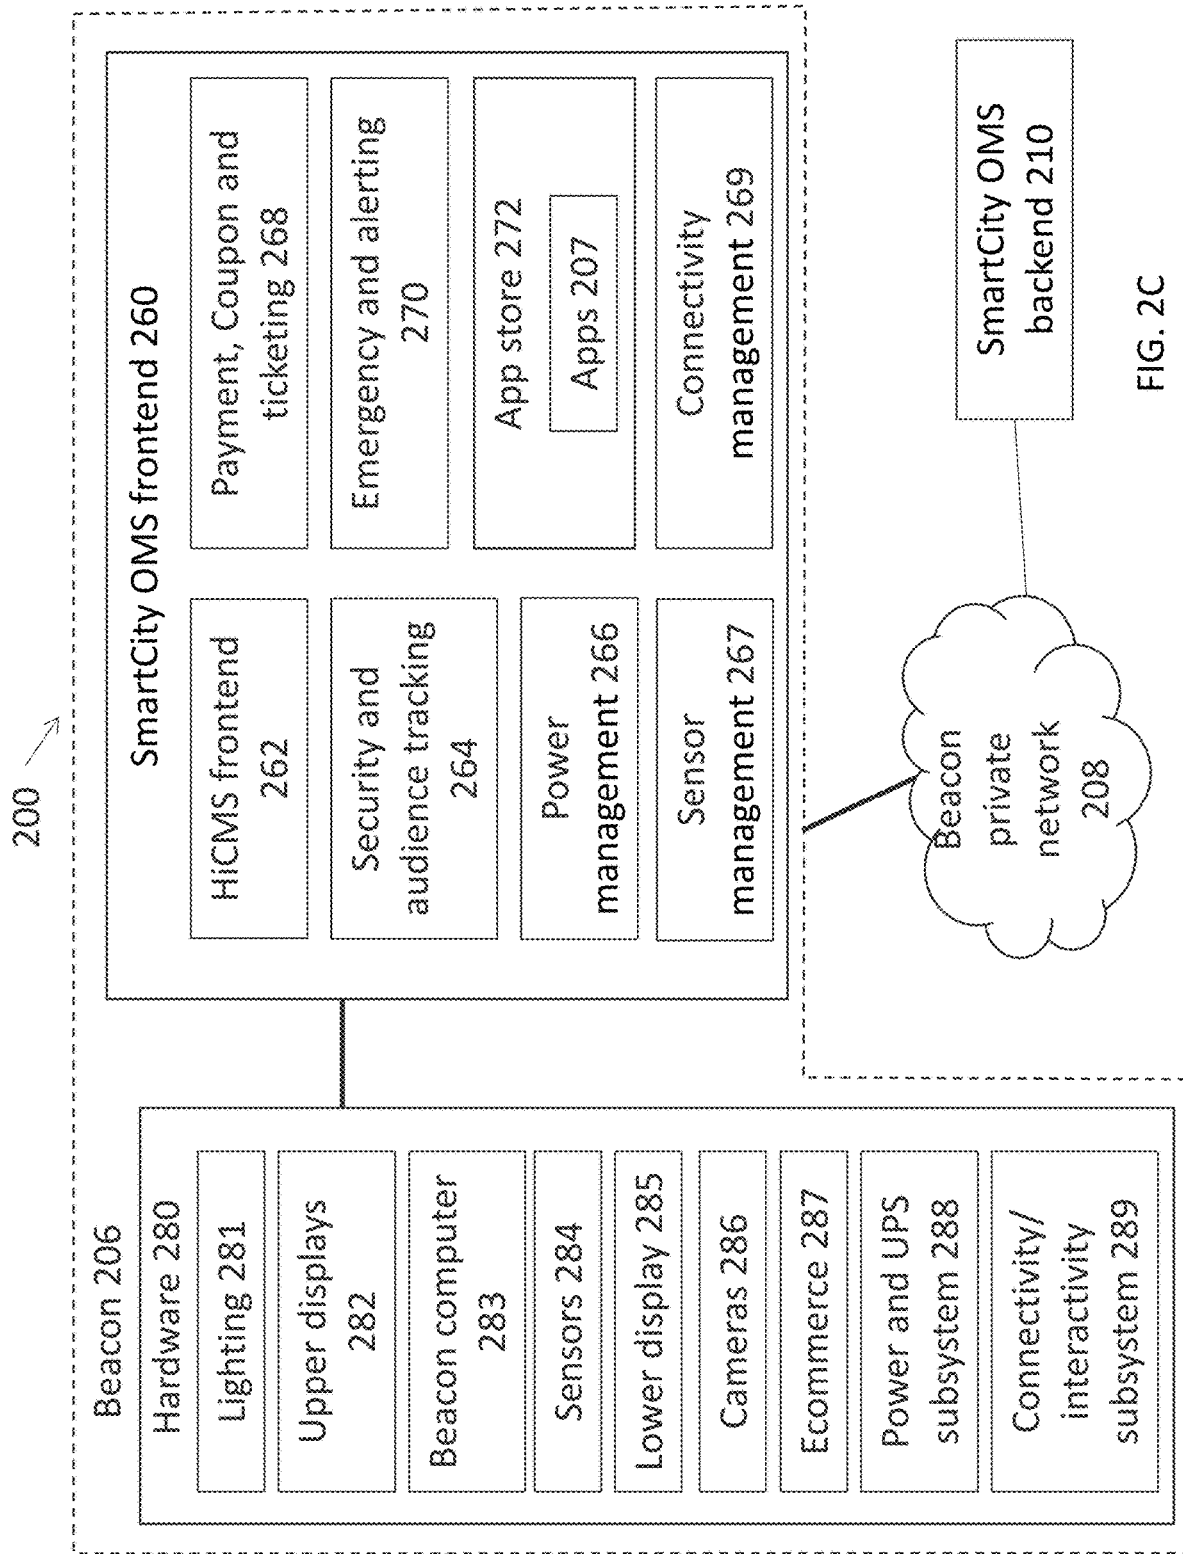 200
Beacon 206
Hardware 280
Lighting 281
Upper displays
282
Beacon computer
283
Sensors 284
Lower display 285
Cameras 286
Ecommerce 287
Power and UPS
subsystem 288
Connectivity/
interactivity
subsystem 289
SmartCity OMS frontend 260
HiCMS frontend
262
Security and
audience tracking
264
Power
management 266
Sensor
management 267
Payment, Coupon and
ticketing 268
Emergency and alerting
270
App store 272
Apps 207
Connectivity
management 269
Beacon
private
network
208
SmartCity OMS
backend 210
FIG. 2C